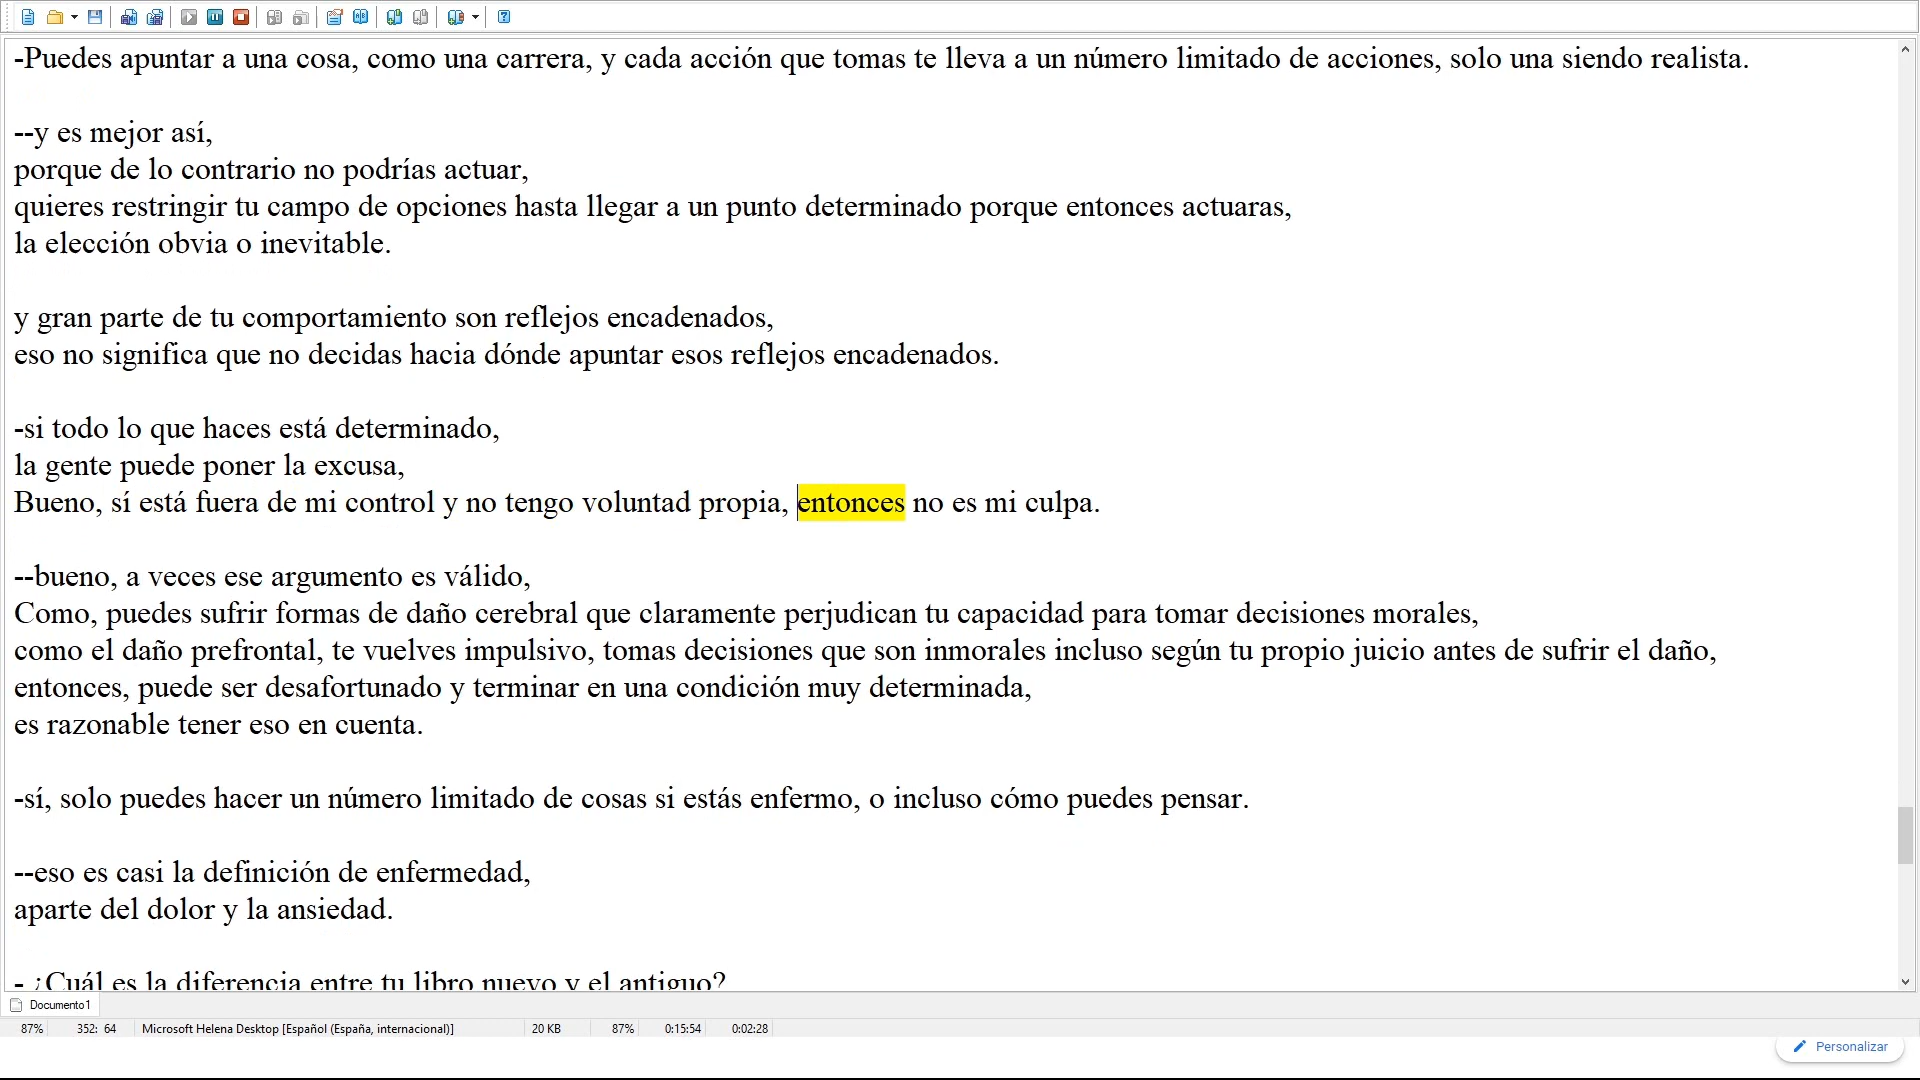 -Puedes apuntar a una cosa, como una carrera, y cada acción que tomas te lleva a un número limitado de acciones, solo una siendo realista.
--y es mejor así,
porque de lo contrario no podrías actuar,
quieres restringir tu campo de opciones hasta llegar a un punto determinado porque entonces actuaras,
la elección obvia o inevitable.
y gran parte de tu comportamiento son reflejos encadenados,
eso no significa que no decidas hacia dónde apuntar esos reflejos encadenados.
-si todo lo que haces está determinado,
la gente puede poner la excusa,
Bueno, sí está fuera de mi control y no tengo voluntad propia, entonces no es mi culpa.
--bueno, a veces ese argumento es válido,
Como, puedes sufrir formas de daño cerebral que claramente perjudican tu capacidad para tomar decisiones morales,
como el daño prefrontal, te vuelves impulsivo, tomas decisiones que son inmorales incluso según tu propio juicio antes de sufrir el daño,
entonces, puede ser desafortunado y terminar en una condición muy determinada,
es razonable tener eso en cuenta.
-sí, solo puedes hacer un número limitado de cosas si estás enfermo, o incluso cómo puedes pensar.
--eso es casi la definición de enfermedad,
aparte del dolor y la ansiedad.
- ¿Cuál es la diferencia entre tu libro nuevo y el antiguo?
Documento1
87% 352: 64 Microsoft Helena Desktop [Español (España, internacional)] 20 KB 87% 0:15:54 0:02:28
Personalizar